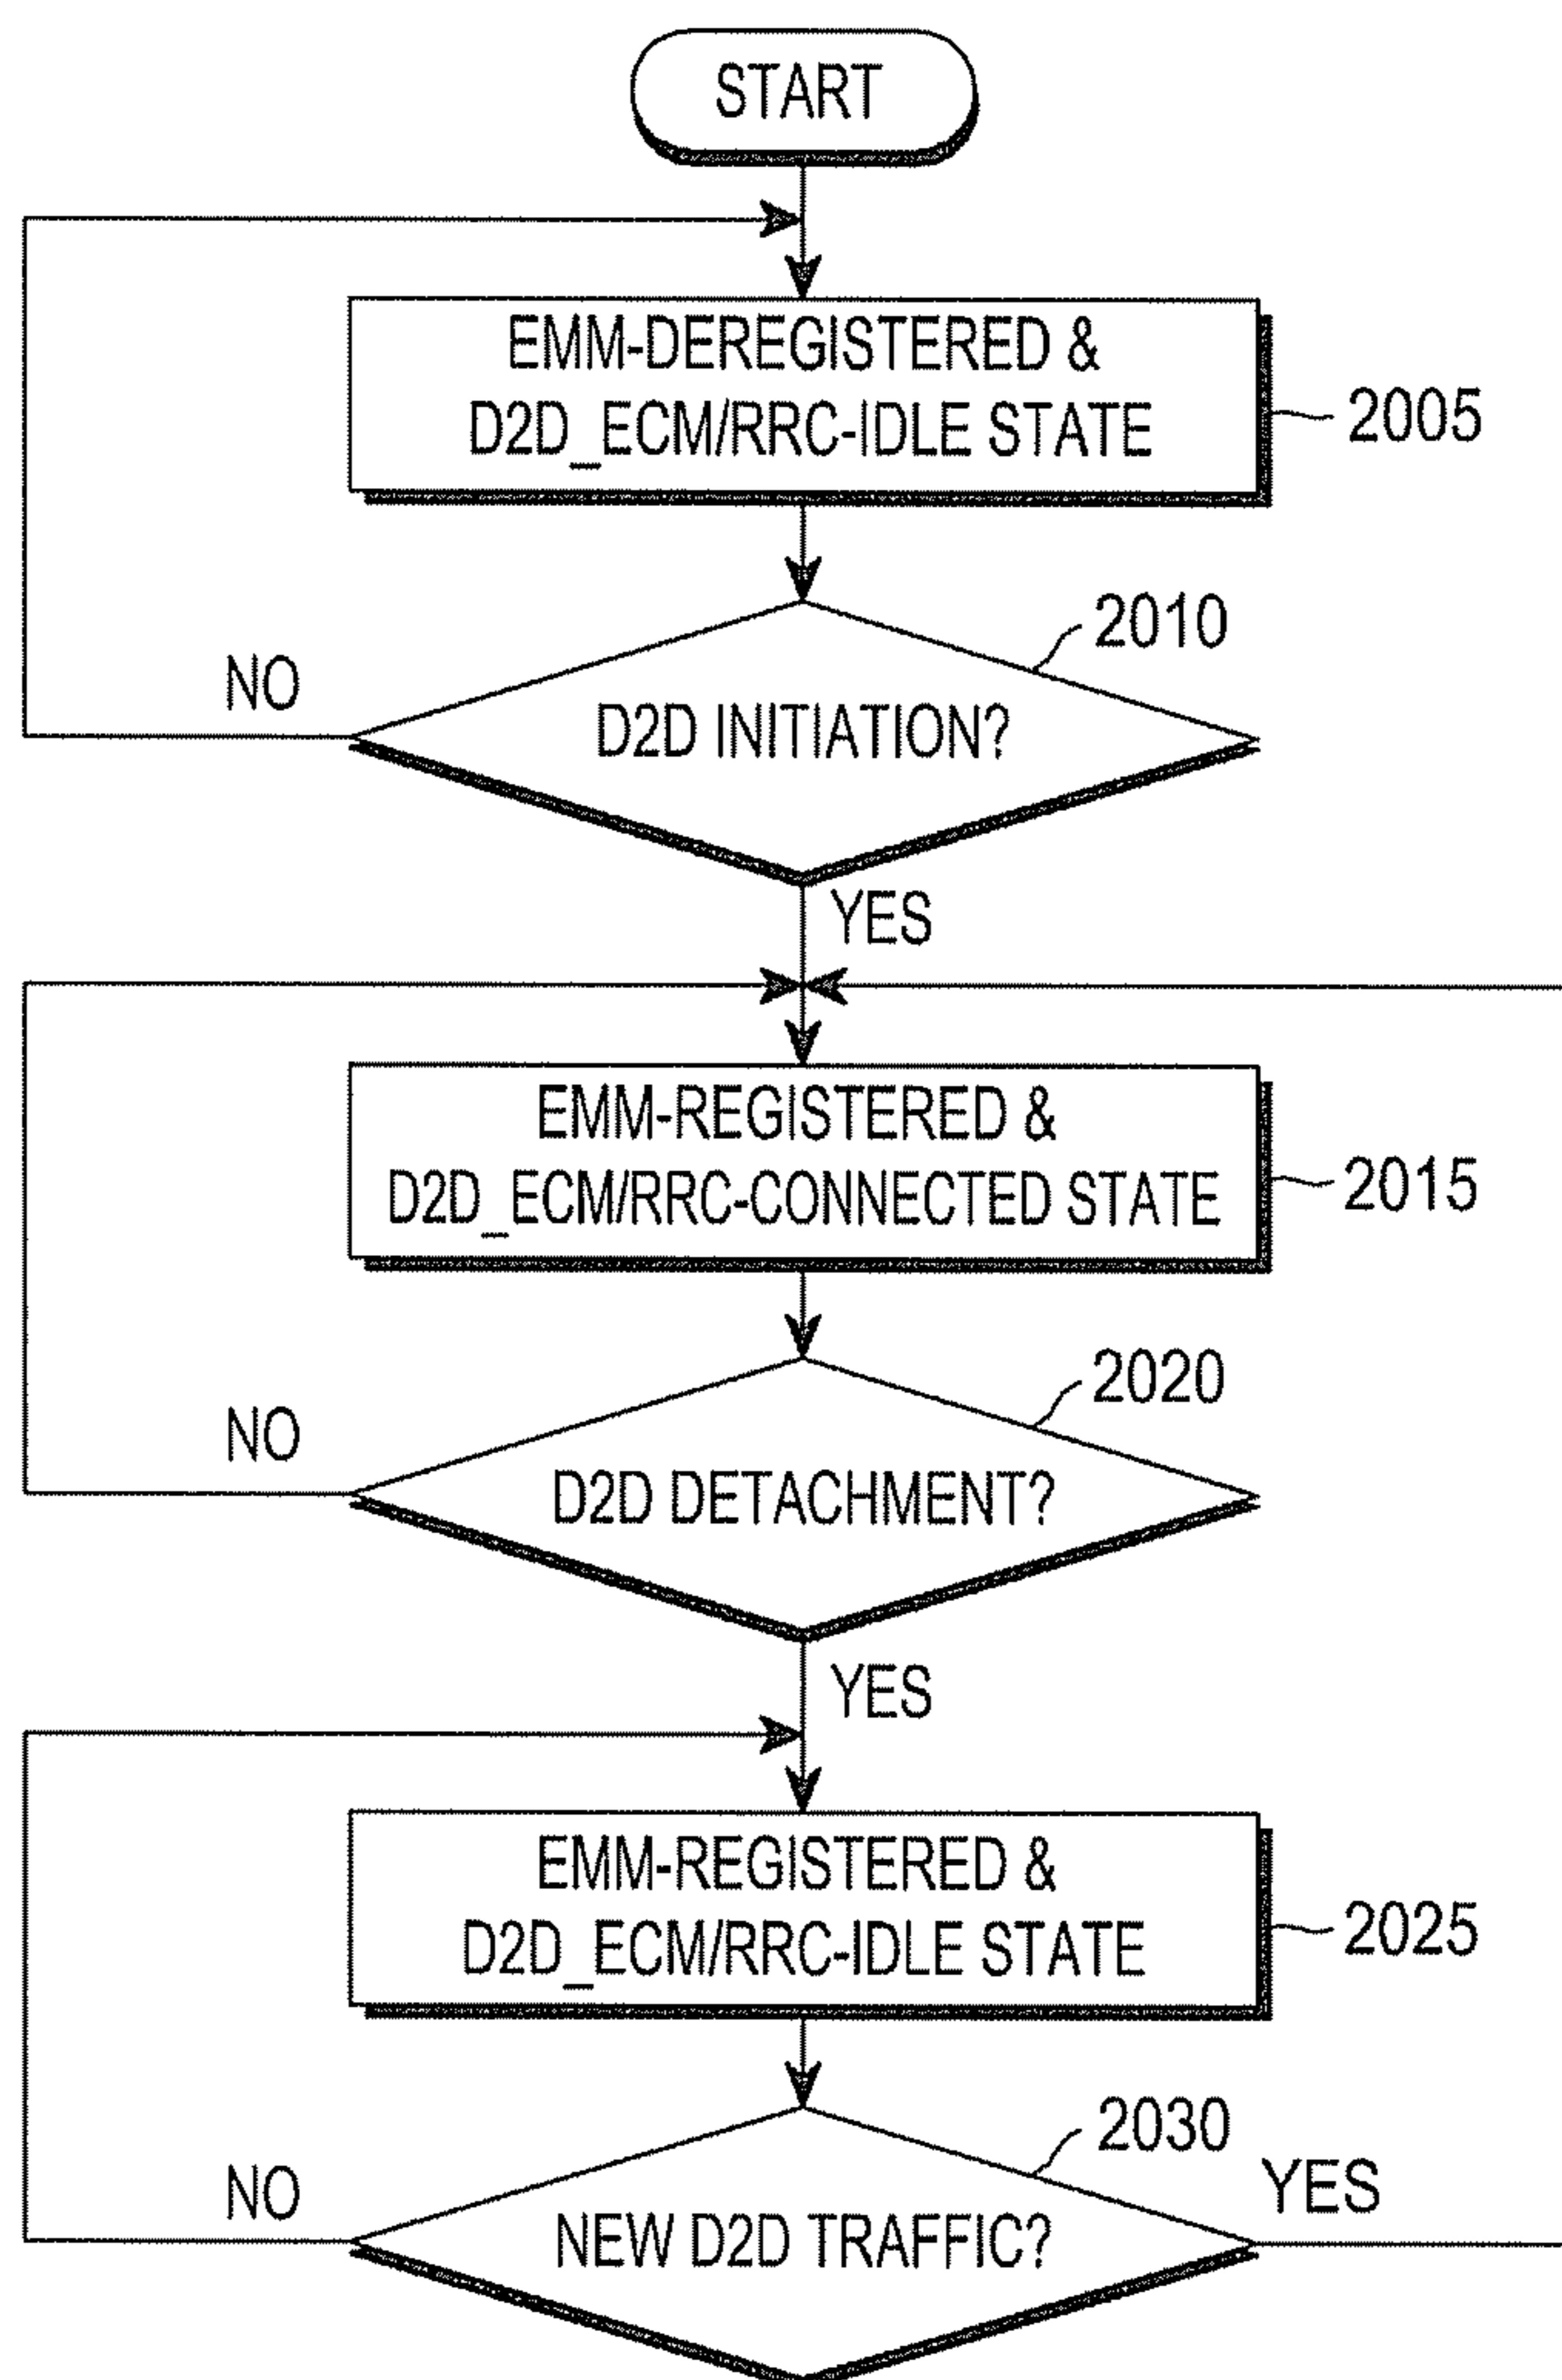 START
EMM-DEREGISTERED &
D2D_ECM/RRC-IDLE STATE
2005
2010
NO
D2D INITIATION?
YES
EMM-REGISTERED &
D2D_ECM/RRC-CONNECTED STATE
2015
2020
NO
D2D DETACHMENT?
YES
EMM-REGISTERED &
D2D_ECM/RRC-IDLE STATE
2025
2030
NO
YES
NEW D2D TRAFFIC?